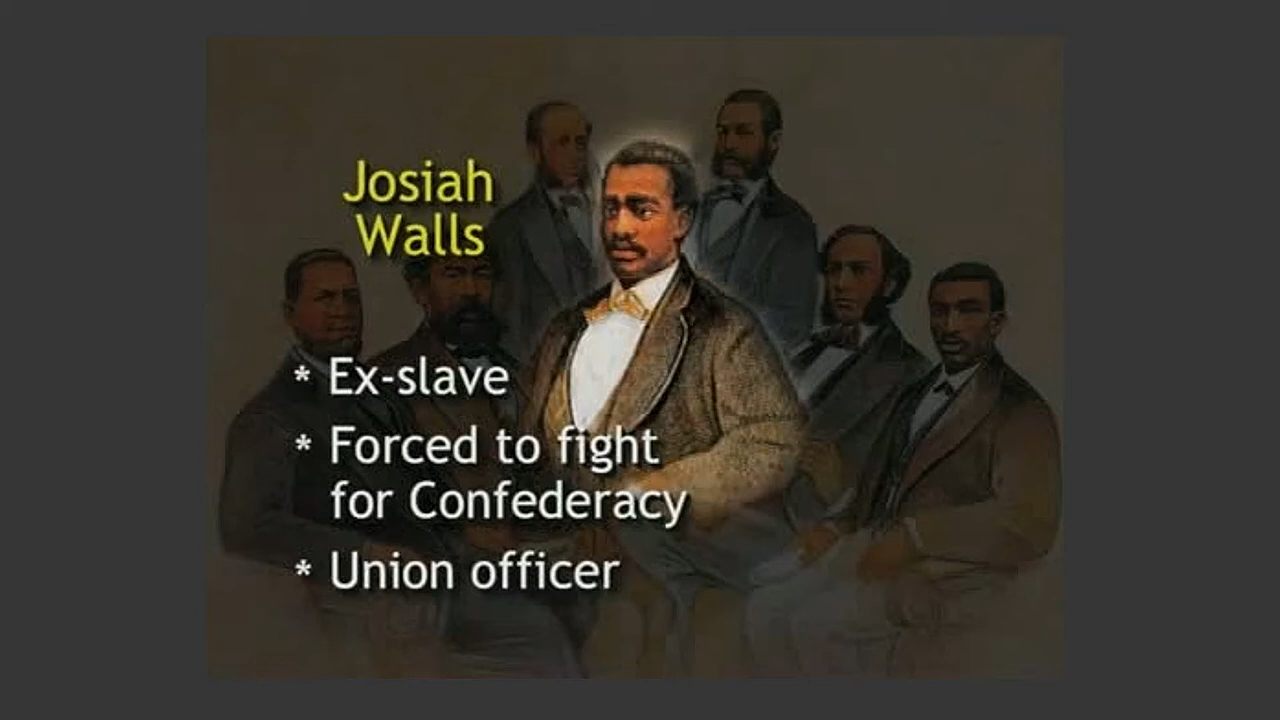 Josiah
Walls
* Ex-slave
* Forced to fight
for Confederacy
* Union officer